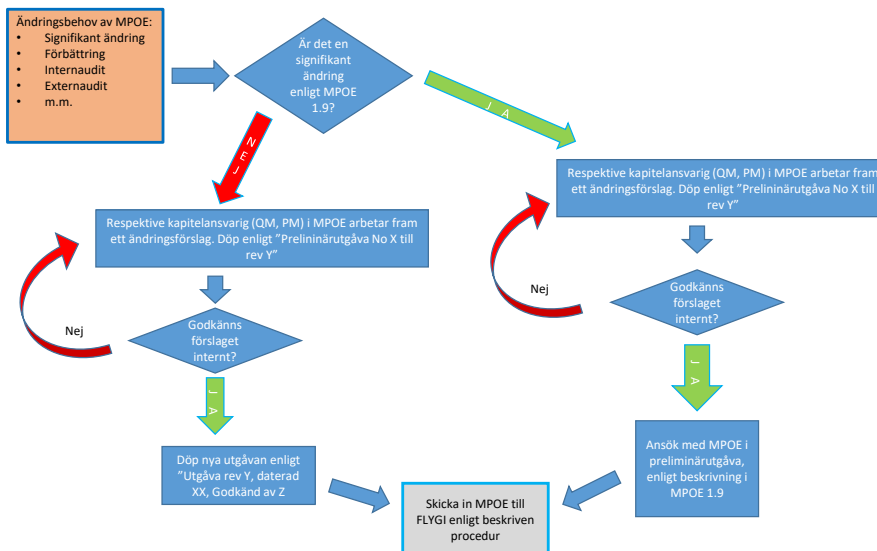 Ändringsbehov av MPOE:
• Signifikant ändring
• Förbättring
• Internaudit
• Externaudit
• m.m.
Är det en
signifikant
ändring
enligt MPOE
1.9?
NEJ
JA
Respektive kapitelansvarig (QM, PM) i MPOE arbetar fram
ett ändringsförslag. Döp enligt ”Prelininärutgåva No X till
rev Y”
Nej
Godkänns
förslaget
internt?
JA
Döp nya utgåvan enligt
”Utgåva rev Y, daterad
XX, Godkänd av Z
Respektive kapitelansvarig (QM, PM) i MPOE arbetar fram
ett ändringsförslag. Döp enligt ”Prelininärutgåva No X till
rev Y”
Nej
Godkänns
förslaget
internt?
JA
Ansök med MPOE i
preliminärutgåva,
enligt beskrivning i
MPOE 1.9
Skicka in MPOE till
FLYGI enligt beskriven
procedur